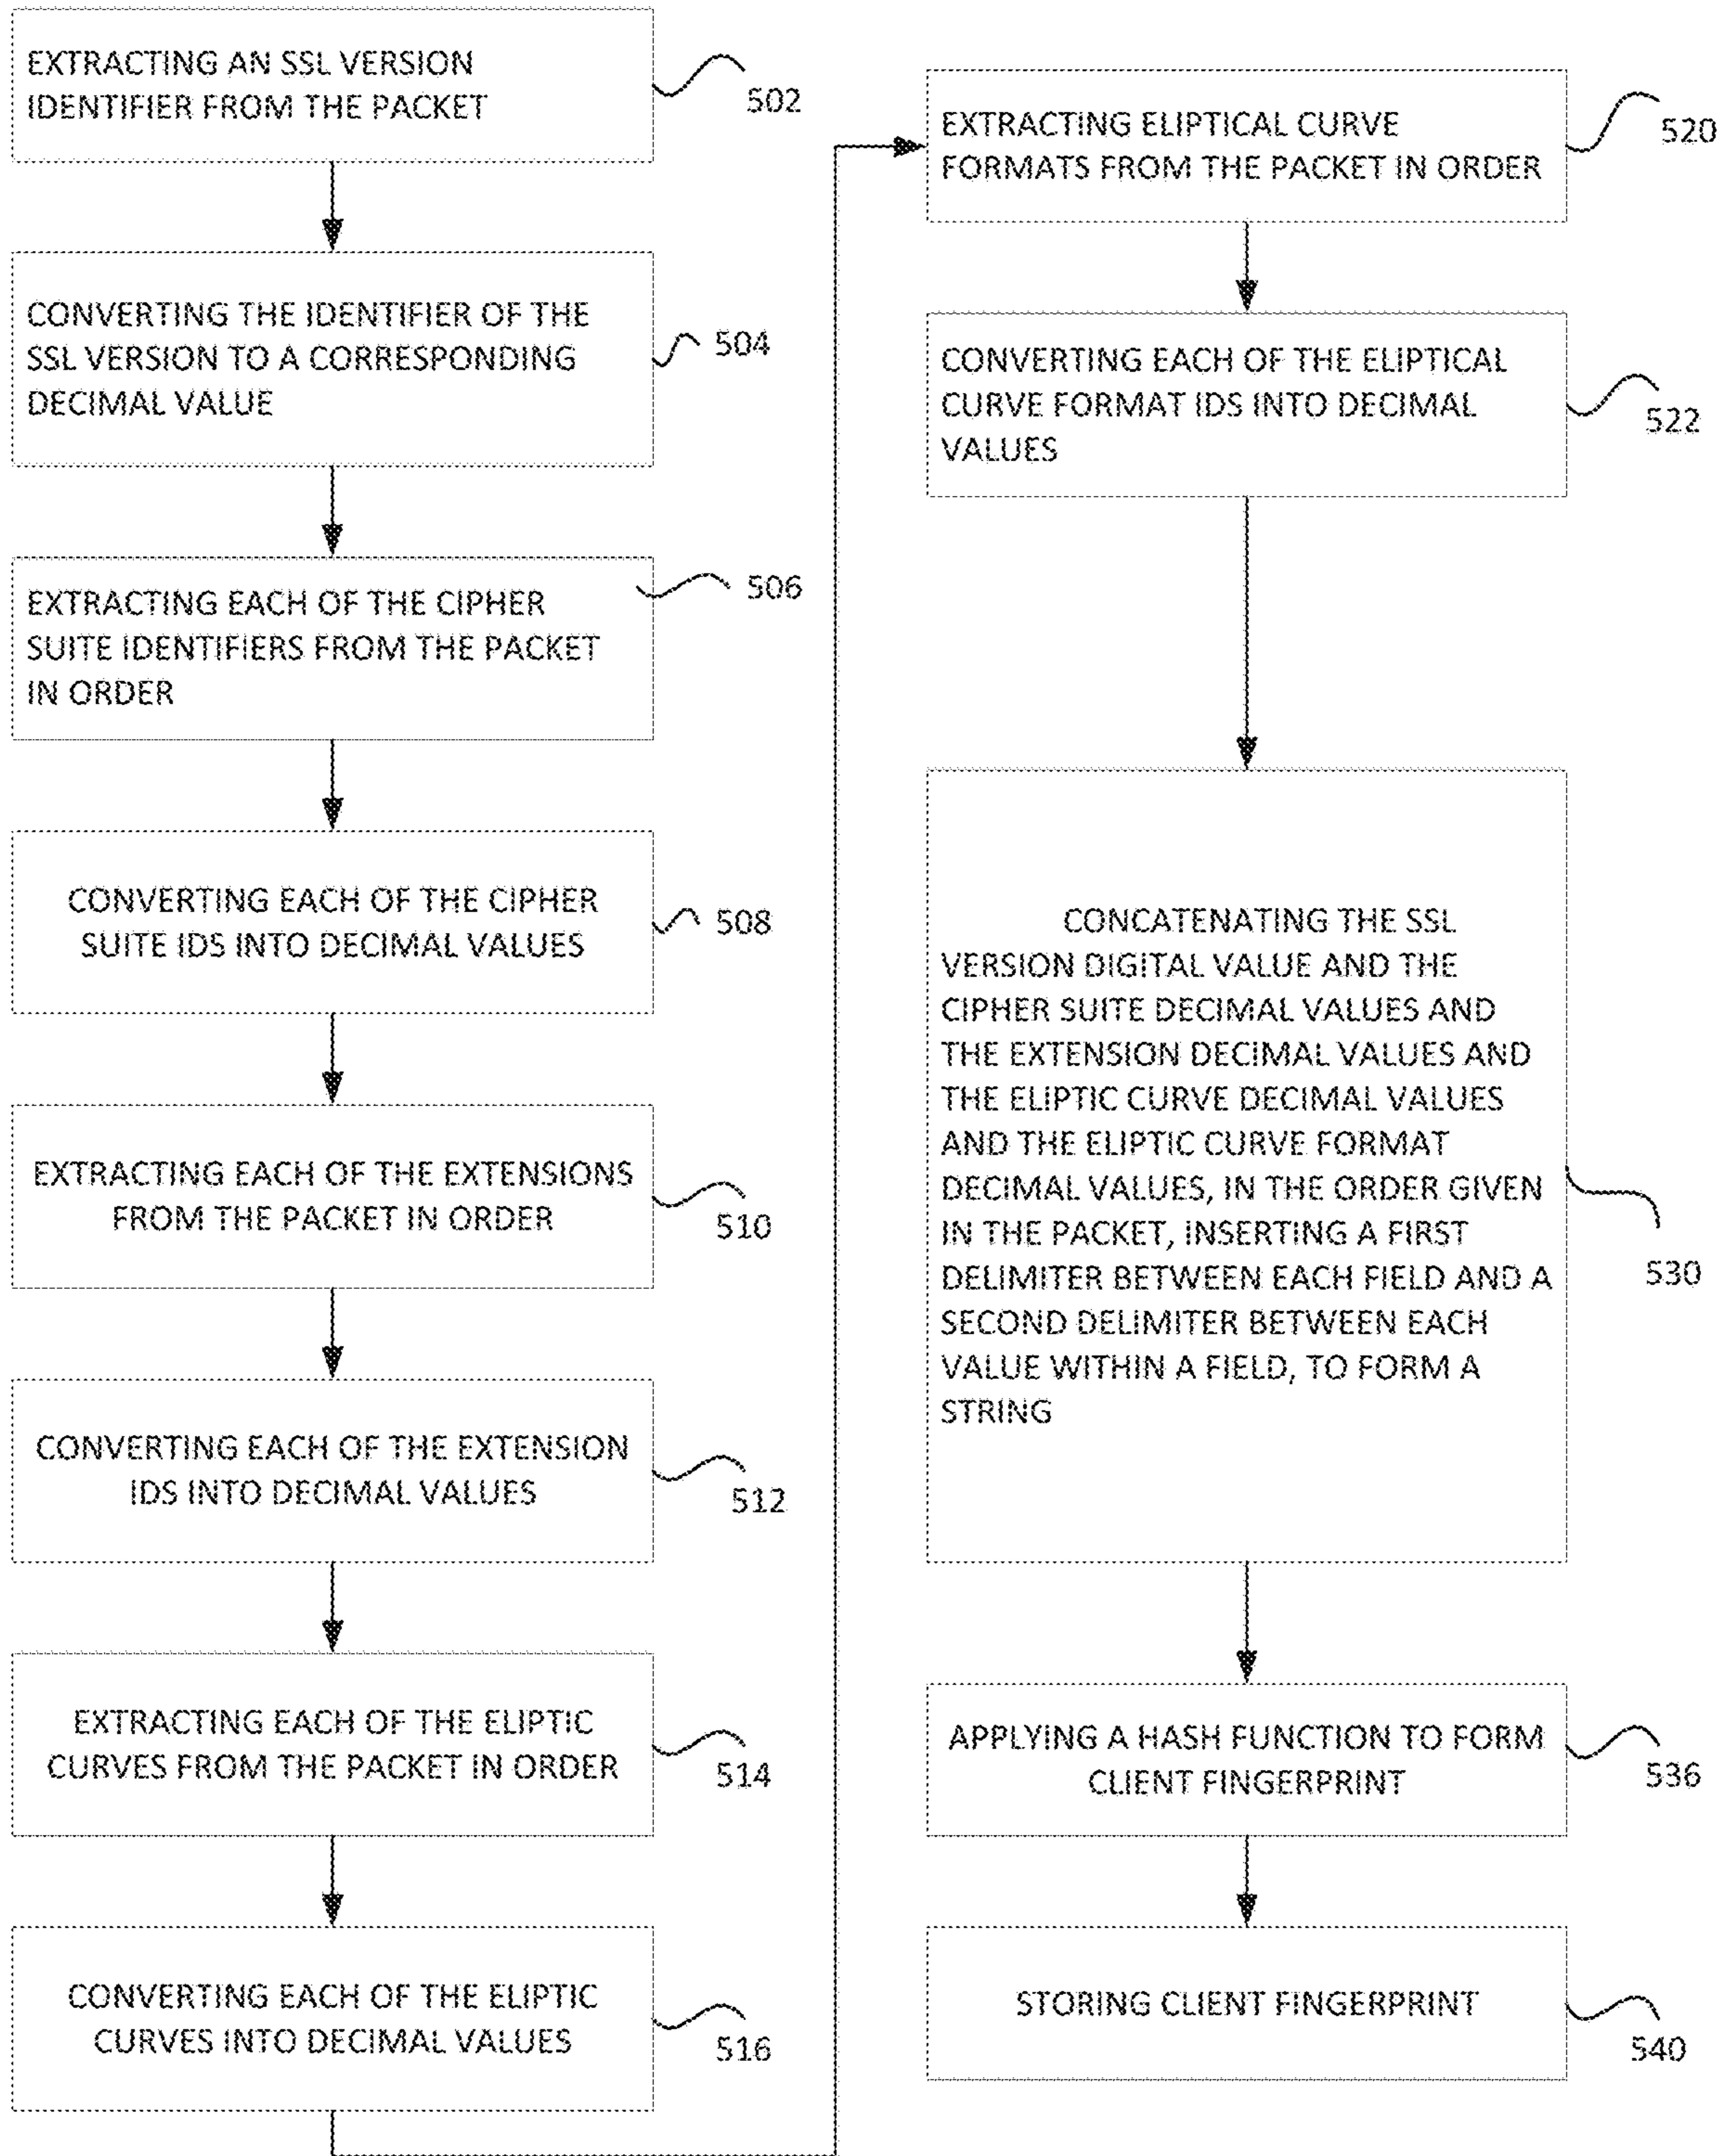 EXTRACTING AN SSL VERSION
IDENTIFIER FROM THE PACKET
502
CONVERTING THE IDENTIFIER OF THE
SSL VERSION TO A CORRESPONDING
DECIMAL VALUE
504
EXTRACTING EACH OF THE CIPHER
SUITE IDENTIFIERS FROM THE PACKET
IN ORDER
506
CONVERTING EACH OF THE CIPHER
SUITE IDS INTO DECIMAL VALUES
508
EXTRACTING EACH OF THE EXTENSIONS
FROM THE PACKET IN ORDER
510
CONVERTING EACH OF THE EXTENSION
IDS INTO DECIMAL VALUES
512
EXTRACTING EACH OF THE ELIPTIC
CURVES FROM THE PACKET IN ORDER
514
CONVERTING EACH OF THE ELIPTIC
CURVES INTO DECIMAL VALUES
516
EXTRACTING ELIPTICAL CURVE
FORMATS FROM THE PACKET IN ORDER
520
CONVERTING EACH OF THE ELIPTICAL
CURVE FORMAT IDS INTO DECIMAL
VALUES
522
CONCATENATING THE SSL
VERSION DIGITAL VALUE AND THE
CIPHER SUITE DECIMAL VALUES AND
THE EXTENSION DECIMAL VALUES AND
THE ELIPTIC CURVE DECIMAL VALUES
AND THE ELIPTIC CURVE FORMAT
DECIMAL VALUES, IN THE ORDER GIVEN
IN THE PACKET, INSERTING A FIRST
DELIMITER BETWEEN EACH FIELD AND A
SECOND DELIMITER BETWEEN EACH
VALUE WITHIN A FIELD, TO FORM A
STRING
530
APPLYING A HASH FUNCTION TO FORM
CLIENT FINGERPRINT
536
STORING CLIENT FINGERPRINT
540